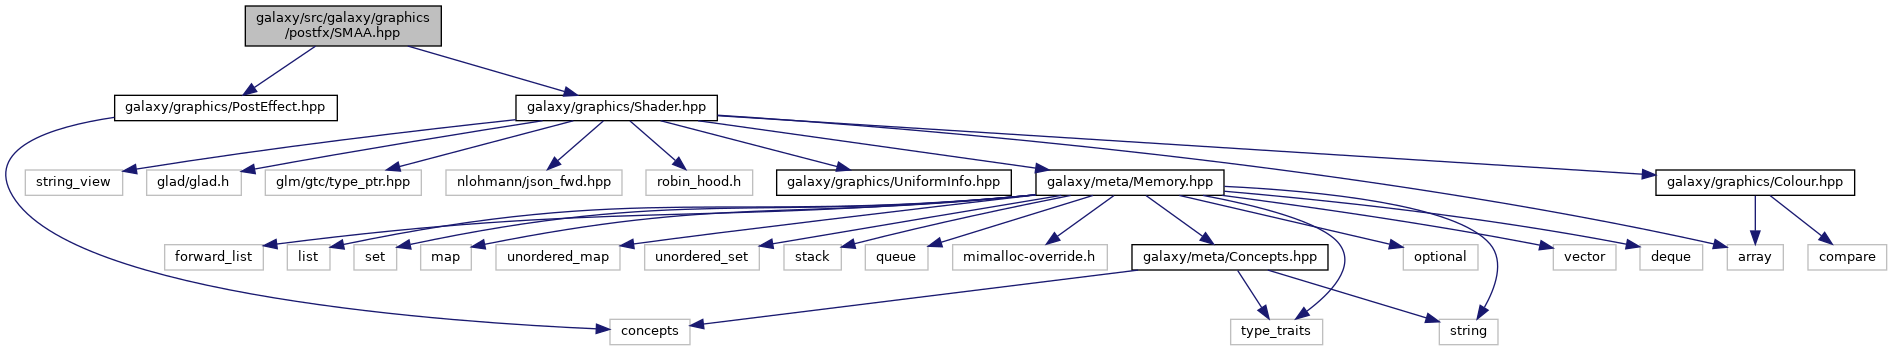 galaxy/src/galaxy/graphics
/postfx/SMAA.hpp
galaxy/graphics/PostEffect.hpp
galaxy/graphics/Shader.hpp
string_view
glad/glad.h
glm/gtc/type_ptr.hpp
nlohmann/json_fwd.hpp
robin_hood.h
galaxy/graphics/UniformInfo.hpp
galaxy/meta/Memory.hpp
galaxy/graphics/Colour.hpp
forward_list
list
set
map
unordered_map
unordered_set
stack
queue
mimalloc-override.h
galaxy/meta/Concepts.hpp
optional
vector
deque
array
compare
concepts
type_traits
string